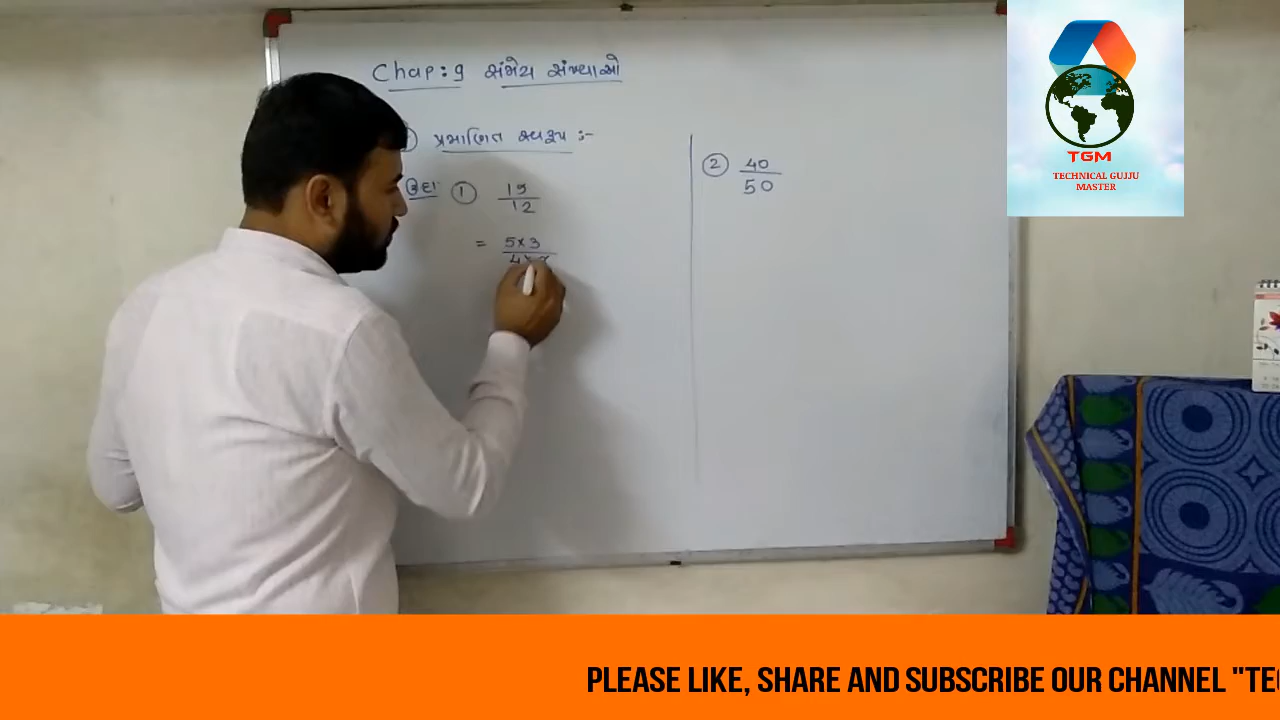 Chap: 9 સંમેય સંખ્યાઓ
પ્રમાણિત સ્વરૂપ :-
ઉદા. 1 15
12
= 5×3
4×
2 40
50
TGM
TECHNICAL GUJJU
MASTER
PLEASE LIKE, SHARE AND SUBSCRIBE OUR CHANNEL "TEC